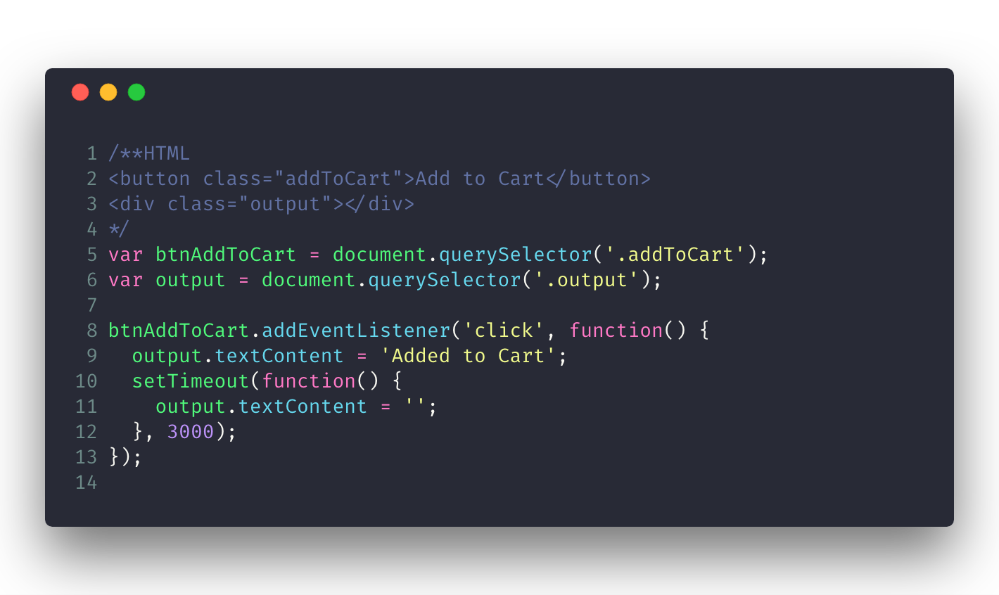 1 /**HTML
2 <button class="addToCart">Add to Cart</button>
3 <div class="output"></div>
4 */
5 var btnAddToCart = document.querySelector('.addToCart');
6 var output = document.querySelector('.output');
7
8 btnAddToCart.addEventListener('click', function() {
9   output.textContent = 'Added to Cart';
10   setTimeout(function() {
11     output.textContent = '';
12   }, 3000);
13 });
14